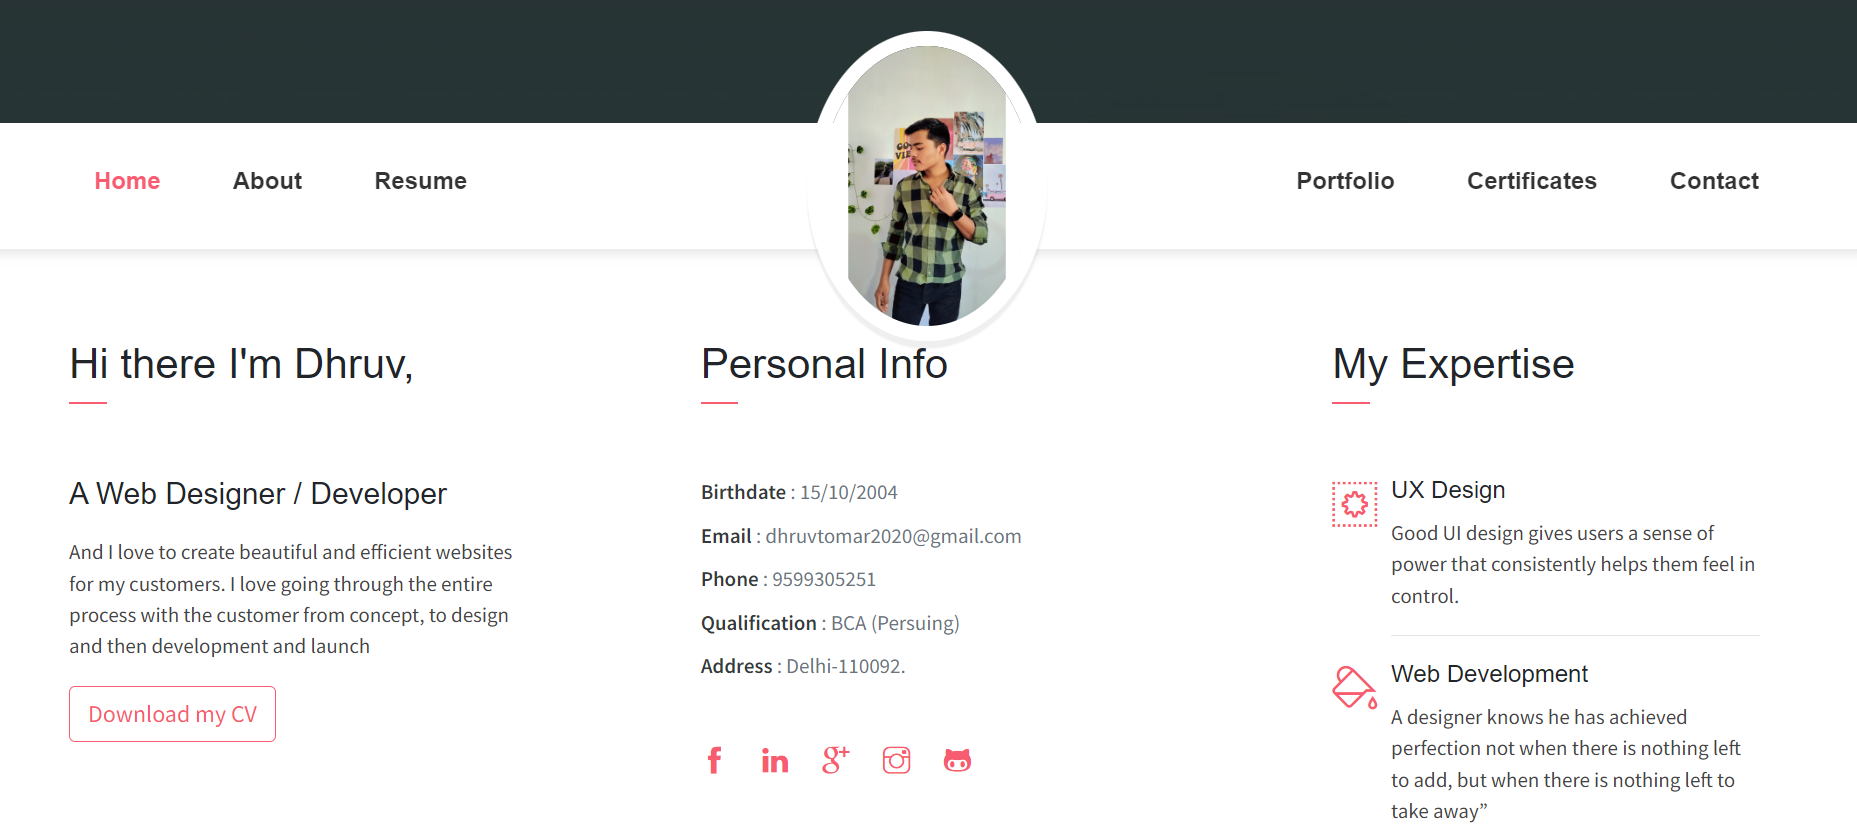 Home
About
Resume
Portfolio
Certificates
Contact
GO
VIE
Hi there I'm Dhruv,
A Web Designer / Developer
And I love to create beautiful and efficient websites
for my customers. I love going through the entire
process with the customer from concept, to design
and then development and launch
Download my CV
Personal Info
Birthdate : 15/10/2004
Email : dhruvtomar2020@gmail.com
Phone : 9599305251
Qualification : BCA (Persuing)
Address : Delhi-110092.
My Expertise
UX Design
Good UI design gives users a sense of
power that consistently helps them feel in
control.
Web Development
A designer knows he has achieved
perfection not when there is nothing left
to add, but when there is nothing left to
take away”